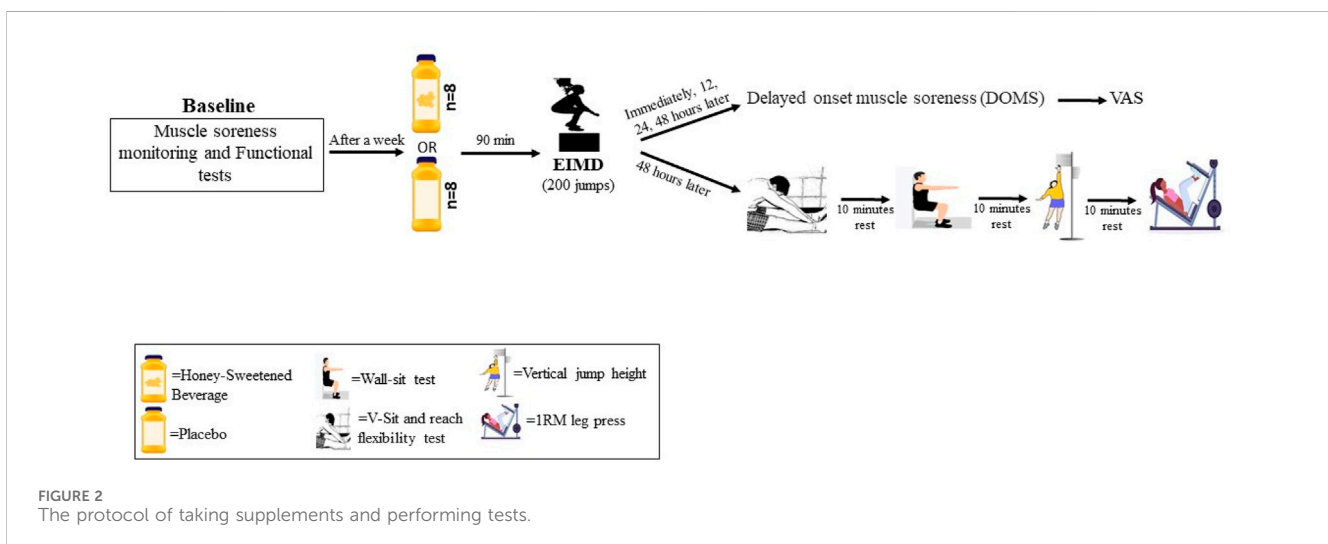 Baseline
Muscle soreness
monitoring and Functional
tests
After a week
n=8
OR
n=8
90 min
EIMD
(200 jumps)
Immediately, 12,
24, 48 hours later
Delayed onset muscle soreness (DOMS)
VAS
48 hours later
10 minutes
rest
10 minutes
rest
10 minutes
rest
=Honey-Sweetened
Beverage
=Wall-sit test
=Vertical jump height
=Placebo
=V-Sit and reach
flexibility test
=1RM leg press
FIGURE 2
The protocol of taking supplements and performing tests.